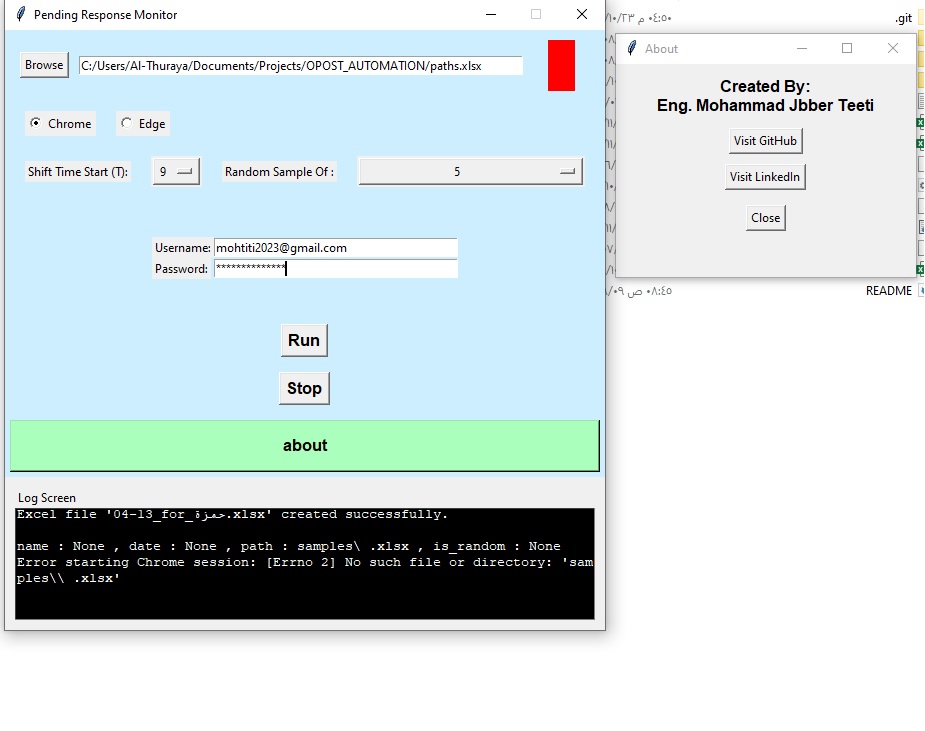 Pending Response Monitor
Browse
C:/Users/Al-Thuraya/Documents/Projects/OPOST_AUTOMATION/paths.xlsx
Chrome
Edge
Shift Time Start (T):
9
Random Sample Of :
5
Username:
mohtiti2023@gmail.com
Password:
**************
Run
Stop
about
Log Screen
Excel file '04-13_for_حمزة.xlsx' created successfully.
name : None , date : None , path : samples\ .xlsx , is_random : None
Error starting Chrome session: [Errno 2] No such file or directory: 'sam
ples\\ .xlsx'
About
Created By:
Eng. Mohammad Jbber Teeti
Visit GitHub
Visit LinkedIn
Close
٠٤:٥٠ م
.git
٠٨:٤٥ ص
README